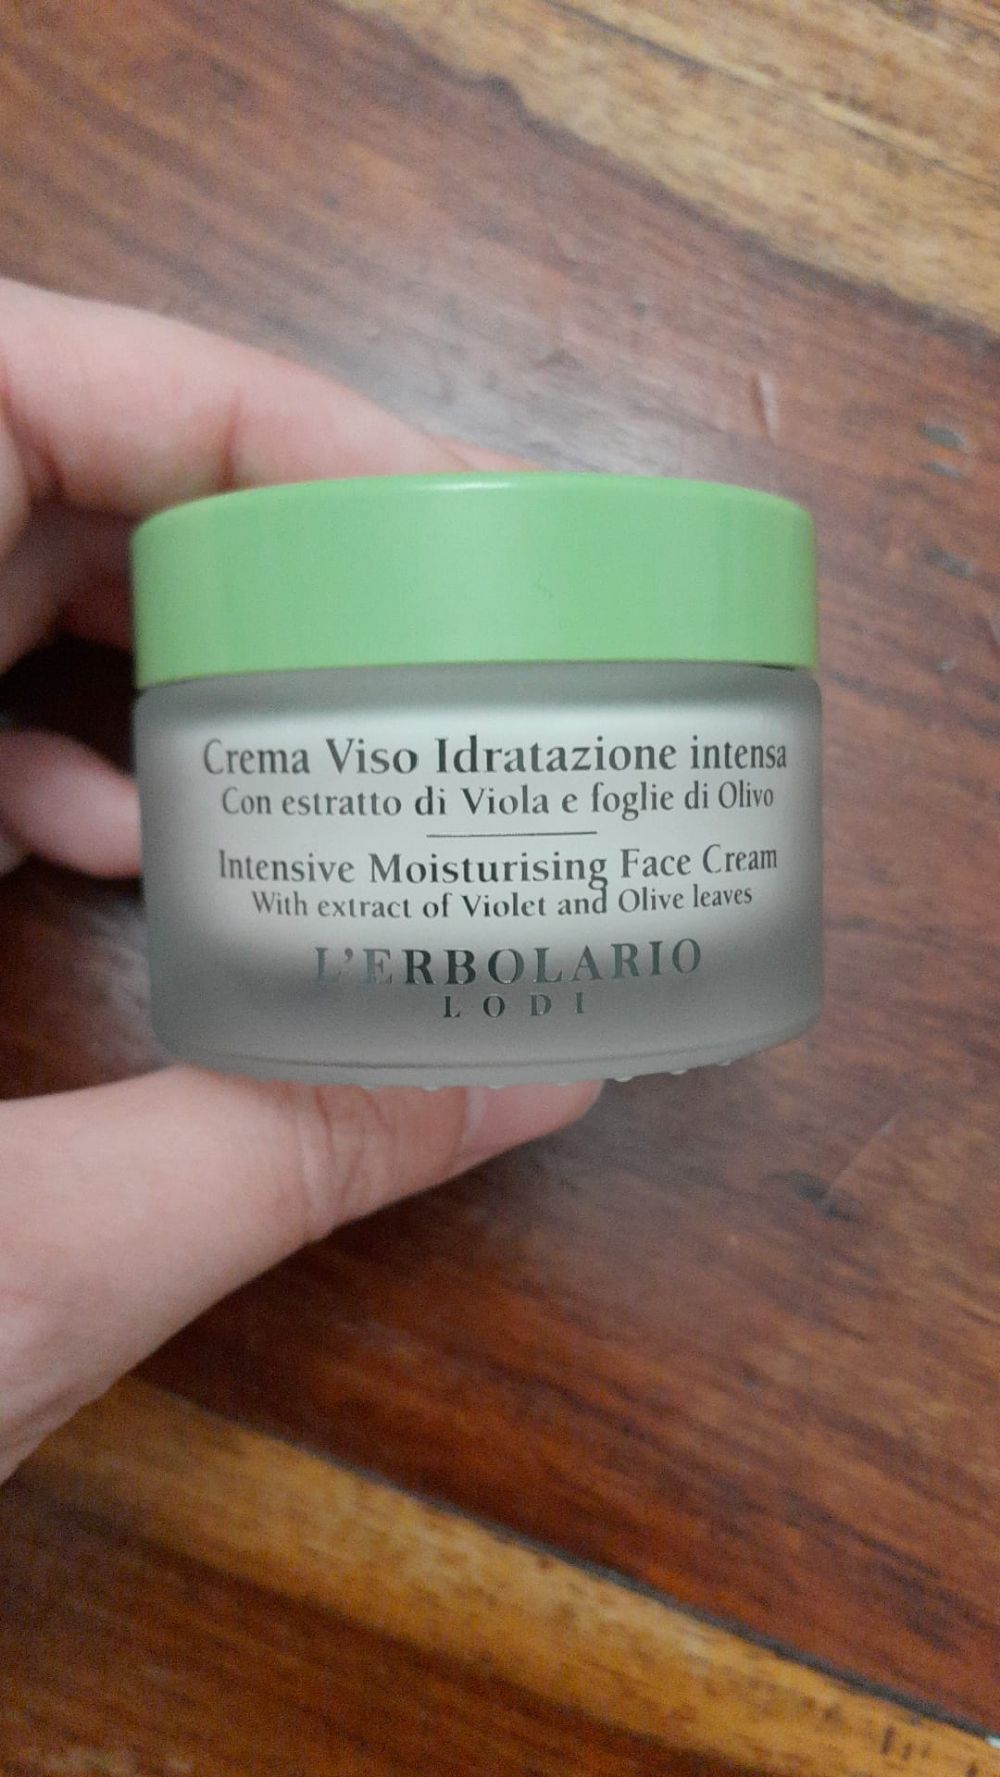 Crema Viso Idratazione intensa
Con estratto di Viola e foglie di Olivo
Intensive Moisturising Face Cream
With extract of Violet and Olive leaves
L'ERBOLARIO
LODI